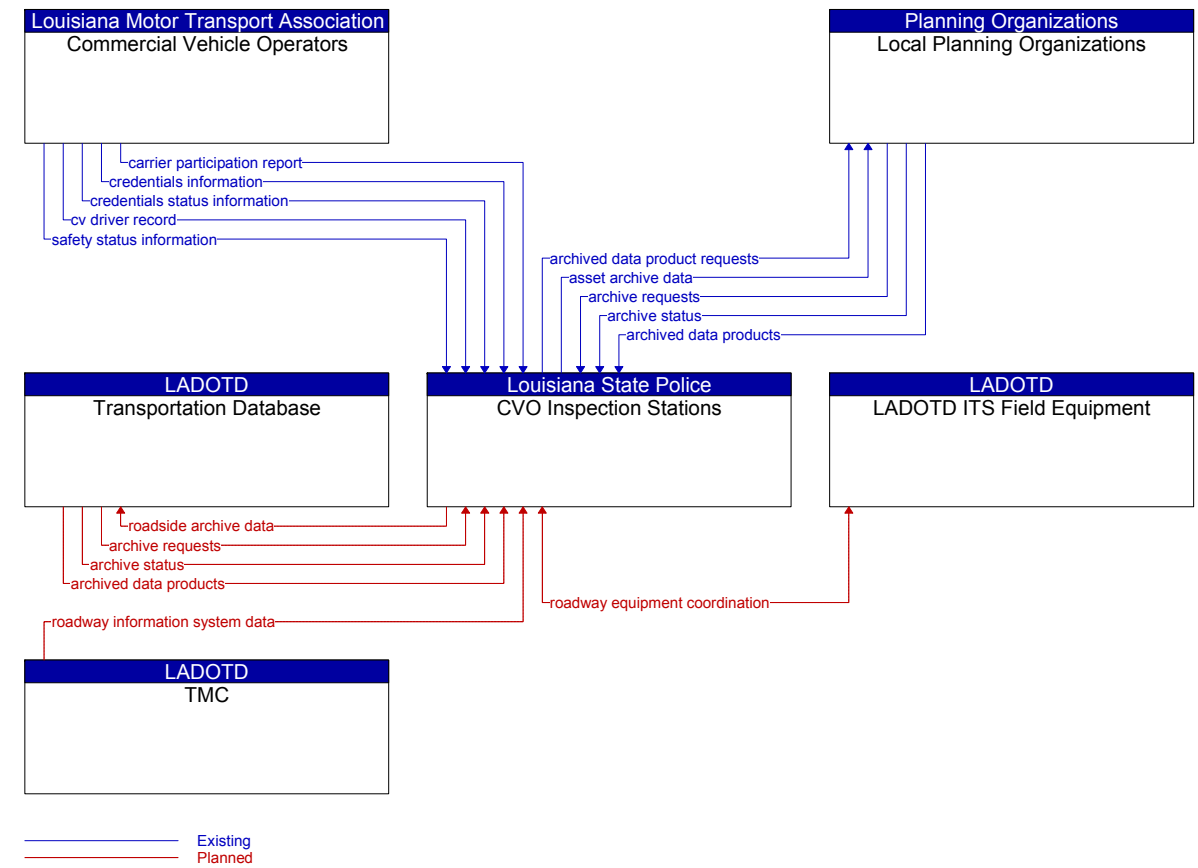 Louisiana Motor Transport Association
Commercial Vehicle Operators
Planning Organizations
Local Planning Organizations
carrier participation report
credentials information
credentials status information
cv driver record
safety status information
archived data product requests
asset archive data
archive requests
archive status
archived data products
LADOTD
Transportation Database
Louisiana State Police
CVO Inspection Stations
LADOTD
LADOTD ITS Field Equipment
roadside archive data
archive requests
archive status
archived data products
roadway equipment coordination
roadway information system data
LADOTD
TMC
Existing
Planned